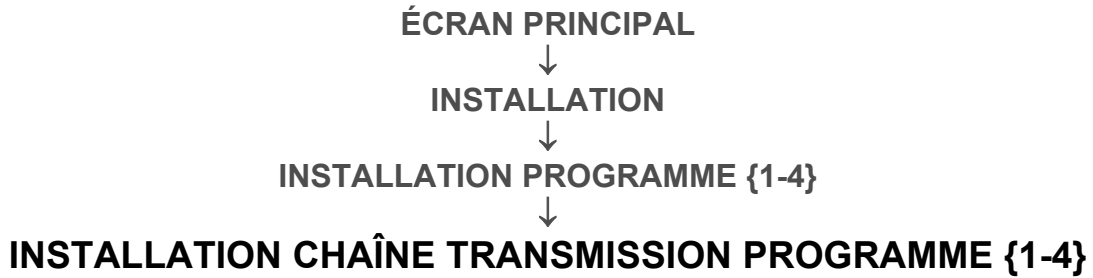 ÉCRAN PRINCIPAL
↓
INSTALLATION
↓
INSTALLATION PROGRAMME {1-4}
↓
INSTALLATION CHAÎNE TRANSMISSION PROGRAMME {1-4}